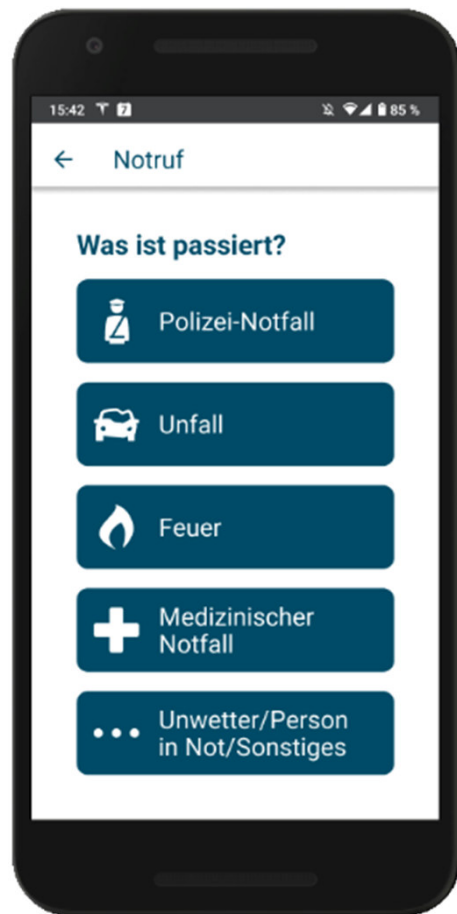 15:42 85 %
Notruf
Was ist passiert?
Polizei-Notfall
Unfall
Feuer
Medizinischer
Notfall
Unwetter/Person
in Not/Sonstiges